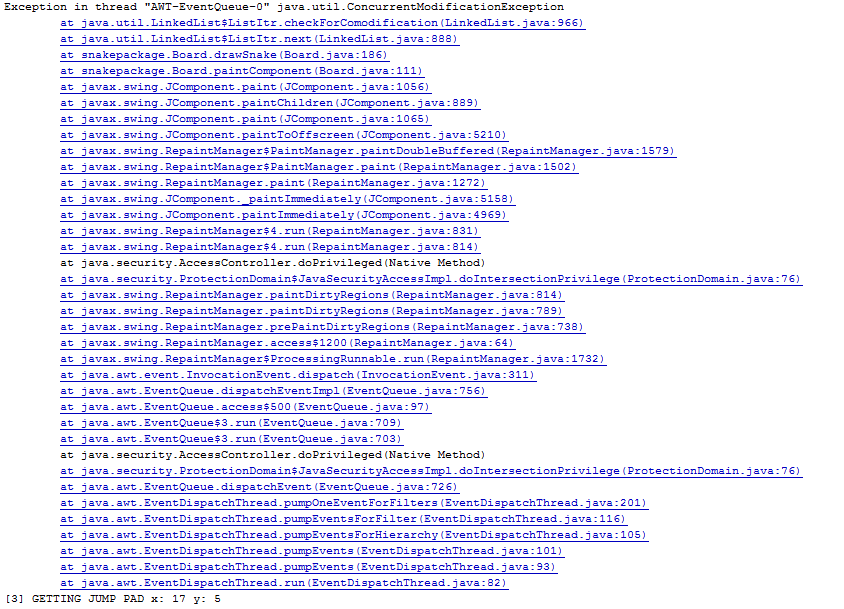 Exception in thread "AWT-EventQueue-0" java.util.ConcurrentModificationException
at java.util.LinkedList$ListItr.checkForComodification(LinkedList.java:966)
at java.util.LinkedList$ListItr.next(LinkedList.java:888)
at snakepackage.Board.drawSnake(Board.java:186)
at snakepackage.Board.paintComponent(Board.java:111)
at javax.swing.JComponent.paint(JComponent.java:1056)
at javax.swing.JComponent.paintChildren(JComponent.java:889)
at javax.swing.JComponent.paint(JComponent.java:1065)
at javax.swing.JComponent.paintToOffscreen(JComponent.java:5210)
at javax.swing.RepaintManager$PaintManager.paintDoubleBuffered(RepaintManager.java:1579)
at javax.swing.RepaintManager$PaintManager.paint(RepaintManager.java:1502)
at javax.swing.RepaintManager.paint(RepaintManager.java:1272)
at javax.swing.JComponent._paintImmediately(JComponent.java:5158)
at javax.swing.JComponent.paintImmediately(JComponent.java:4969)
at javax.swing.RepaintManager$4.run(RepaintManager.java:831)
at javax.swing.RepaintManager$4.run(RepaintManager.java:814)
at java.security.AccessController.doPrivileged(Native Method)
at java.security.ProtectionDomain$JavaSecurityAccessImpl.doIntersectionPrivilege(ProtectionDomain.java:76)
at javax.swing.RepaintManager.paintDirtyRegions(RepaintManager.java:814)
at javax.swing.RepaintManager.paintDirtyRegions(RepaintManager.java:789)
at javax.swing.RepaintManager.prePaintDirtyRegions(RepaintManager.java:738)
at javax.swing.RepaintManager.access$1200(RepaintManager.java:64)
at javax.swing.RepaintManager$ProcessingRunnable.run(RepaintManager.java:1732)
at java.awt.event.InvocationEvent.dispatch(InvocationEvent.java:311)
at java.awt.EventQueue.dispatchEventImpl(EventQueue.java:756)
at java.awt.EventQueue.access$500(EventQueue.java:97)
at java.awt.EventQueue$3.run(EventQueue.java:709)
at java.awt.EventQueue$3.run(EventQueue.java:703)
at java.security.AccessController.doPrivileged(Native Method)
at java.security.ProtectionDomain$JavaSecurityAccessImpl.doIntersectionPrivilege(ProtectionDomain.java:76)
at java.awt.EventQueue.dispatchEvent(EventQueue.java:726)
at java.awt.EventDispatchThread.pumpOneEventForFilters(EventDispatchThread.java:201)
at java.awt.EventDispatchThread.pumpEventsForFilter(EventDispatchThread.java:116)
at java.awt.EventDispatchThread.pumpEventsForHierarchy(EventDispatchThread.java:105)
at java.awt.EventDispatchThread.pumpEvents(EventDispatchThread.java:101)
at java.awt.EventDispatchThread.pumpEvents(EventDispatchThread.java:93)
at java.awt.EventDispatchThread.run(EventDispatchThread.java:82)
[3] GETTING JUMP PAD x: 17 y: 5